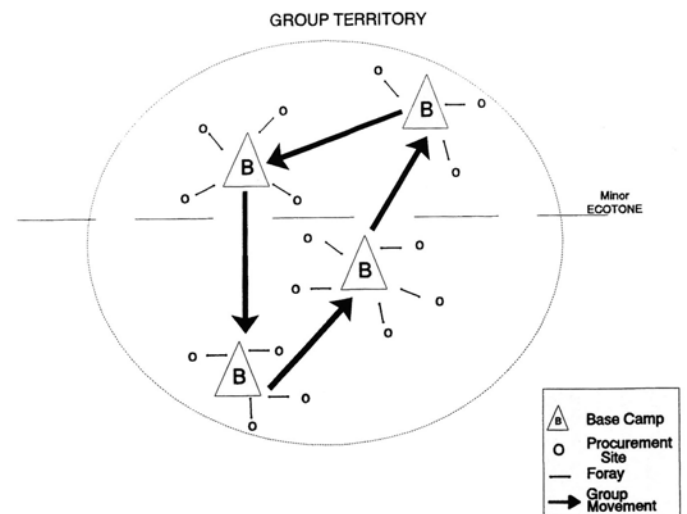 GROUP TERRITORY
o
B
o
o
o
o
B
o
o
o
Minor
ECOTONE
o
o
B
o
o
o
o
o
B
o
o
B
Base Camp
o
Procurement
Site
Foray
Group
Movement